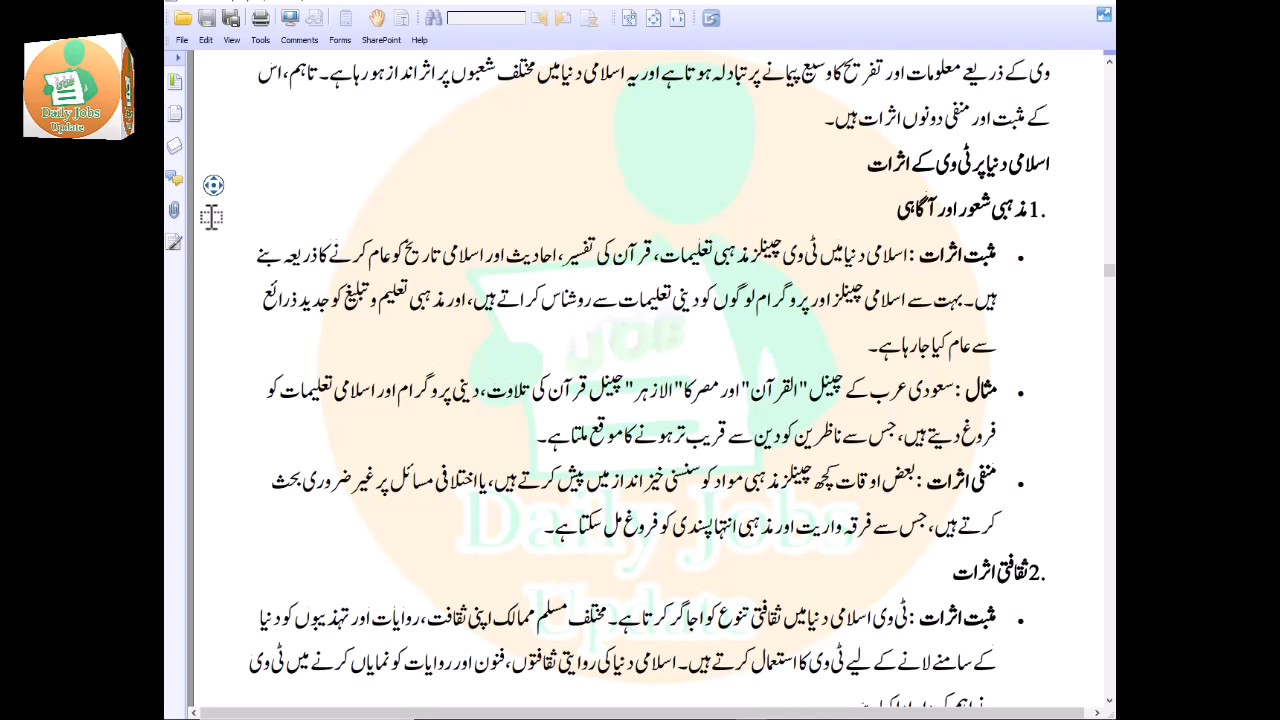 File Edit View Tools Comments Forms SharePoint Help
Daily Jobs
Update
وی کے ذریعے معلومات اور تفریح کا وسیع پیمانے پر تبادلہ ہوتا ہے اور یہ اسلامی دنیا میں مختلف شعبوں پر اثر انداز ہو رہا ہے۔ تاہم، اس
کے مثبت اور منفی دونوں اثرات ہیں۔
اسلامی دنیا پر ٹی وی کے اثرات
1. مذہبی شعور اور آگاہی
• مثبت اثرات: اسلامی دنیا میں ٹی وی چینلز مذہبی تعلیمات، قرآن کی تفسیر، احادیث اور اسلامی تاریخ کو عام کرنے کا ذریعہ بنے
ہیں۔ بہت سے اسلامی چینلز اور پروگرام لوگوں کو دینی تعلیمات سے روشناس کراتے ہیں، اور مذہبی تعلیم و تبلیغ کو جدید ذرائع
سے عام کیا جا رہا ہے۔
• مثال: سعودی عرب کے چینل "القرآن" اور مصر کا "الازہر" چینل قرآن کی تلاوت، دینی پروگرام اور اسلامی تعلیمات کو
فروغ دیتے ہیں، جس سے ناظرین کو دین سے قریب تر ہونے کا موقع ملتا ہے۔
• منفی اثرات: بعض اوقات کچھ چینلز مذہبی مواد کو سنسنی خیز انداز میں پیش کرتے ہیں، یا اختلافی مسائل پر غیر ضروری بحث
کرتے ہیں، جس سے فرقہ واریت اور مذہبی انتہا پسندی کو فروغ مل سکتا ہے۔
2. ثقافتی اثرات
• مثبت اثرات: ٹی وی اسلامی دنیا میں ثقافتی تنوع کو اجاگر کرتا ہے۔ مختلف مسلم ممالک اپنی ثقافت، روایات اور تہذیبوں کو دنیا
کے سامنے لانے کے لیے ٹی وی کا استعمال کرتے ہیں۔ اسلامی دنیا کی روایتی ثقافتوں، فنون اور روایات کو نمایاں کرنے میں ٹی وی
JOB
Daily Jobs
Update